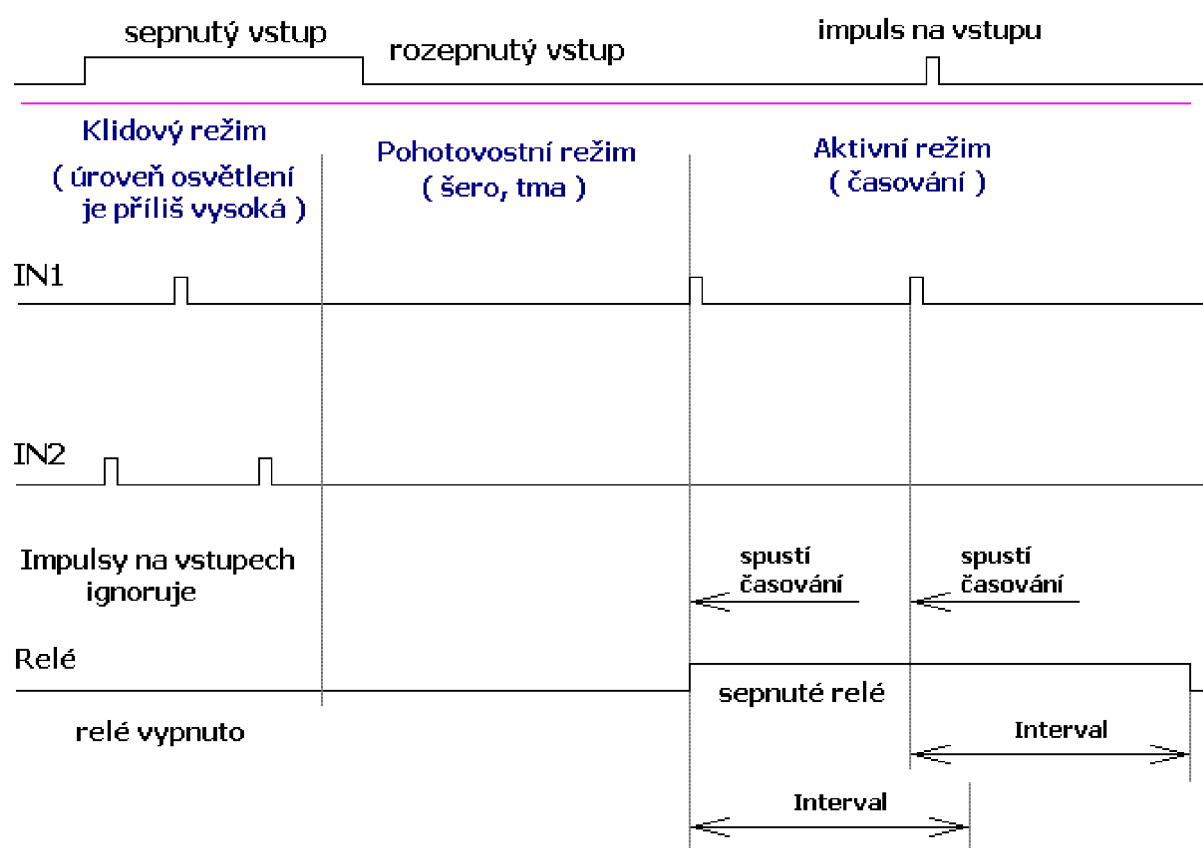 sepnutý vstup
rozepnutý vstup
impuls na vstupu
Klidový režim
( úroveň osvětlení
je příliš vysoká )
Pohotovostní režim
( šero, tma )
Aktivní režim
( časování )
IN1
IN2
Impulsy na vstupech
ignoruje
spustí
časování
spustí
časování
Relé
sepnuté relé
relé vypnuto
Interval
Interval